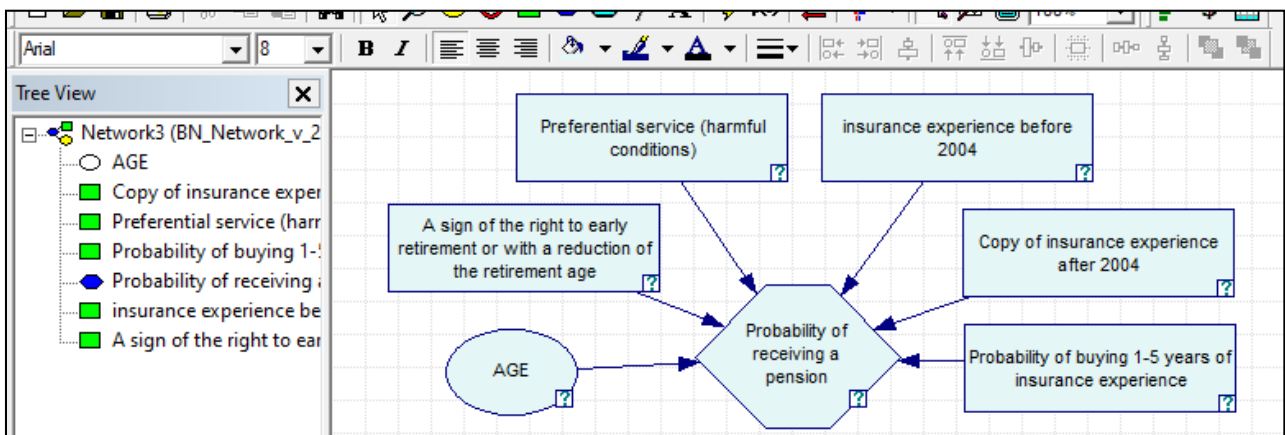 Arial
8
B I
A
Tree View
Network3 (BN_Network_v_2
AGE
Copy of insurance exper
Preferential service (harm
Probability of buying 1-5
Probability of receiving a
insurance experience be
A sign of the right to ear
Preferential service (harmful
conditions)
?
insurance experience before
2004
?
A sign of the right to early
retirement or with a reduction of
the retirement age
?
Copy of insurance experience
after 2004
?
Probability of
receiving a
pension
?
AGE
?
Probability of buying 1-5 years of
insurance experience
?